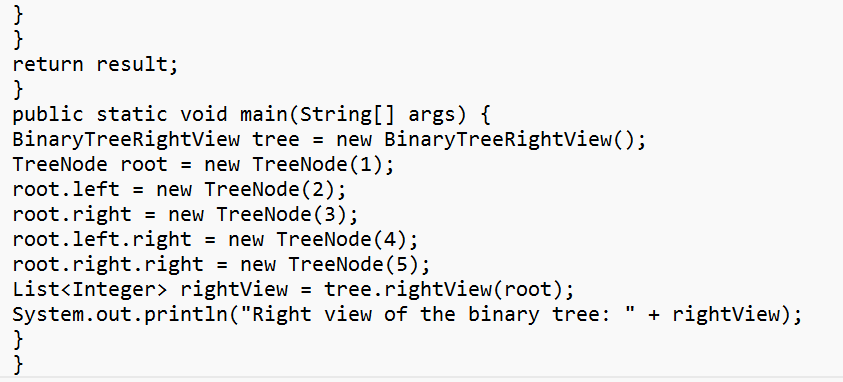 }
}
return result;
}
public static void main(String[] args) {
BinaryTreeRightView tree = new BinaryTreeRightView();
TreeNode root = new TreeNode(1);
root.left = new TreeNode(2);
root.right = new TreeNode(3);
root.left.right = new TreeNode(4);
root.right.right = new TreeNode(5);
List<Integer> rightView = tree.rightView(root);
System.out.println("Right view of the binary tree: " + rightView);
}
}